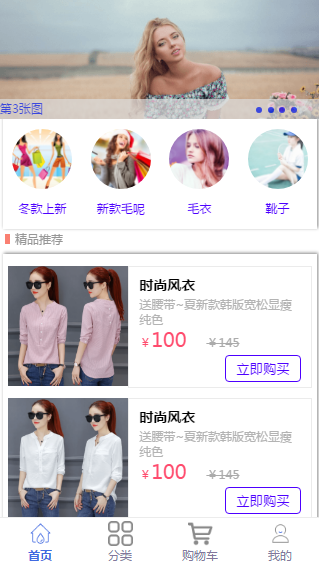 第3张图
冬款上新 新款毛呢 毛衣 靴子
精品推荐
时尚风衣
送腰带~夏新款韩版宽松显瘦
纯色
￥100 ￥145
立即购买
时尚风衣
送腰带~夏新款韩版宽松显瘦
纯色
￥100 ￥145
立即购买
首页 分类 购物车 我的